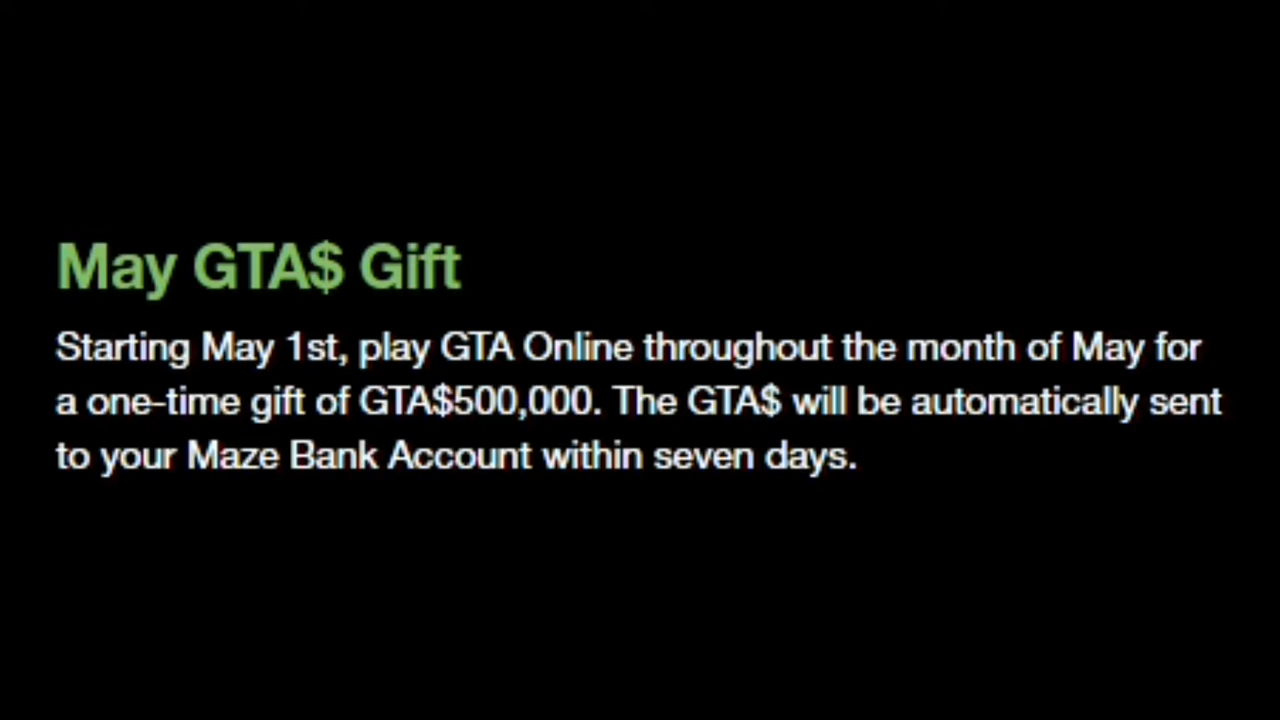 May GTA$ Gift
Starting May 1st, play GTA Online throughout the month of May for
a one-time gift of GTA$500,000. The GTA$ will be automatically sent
to your Maze Bank Account within seven days.